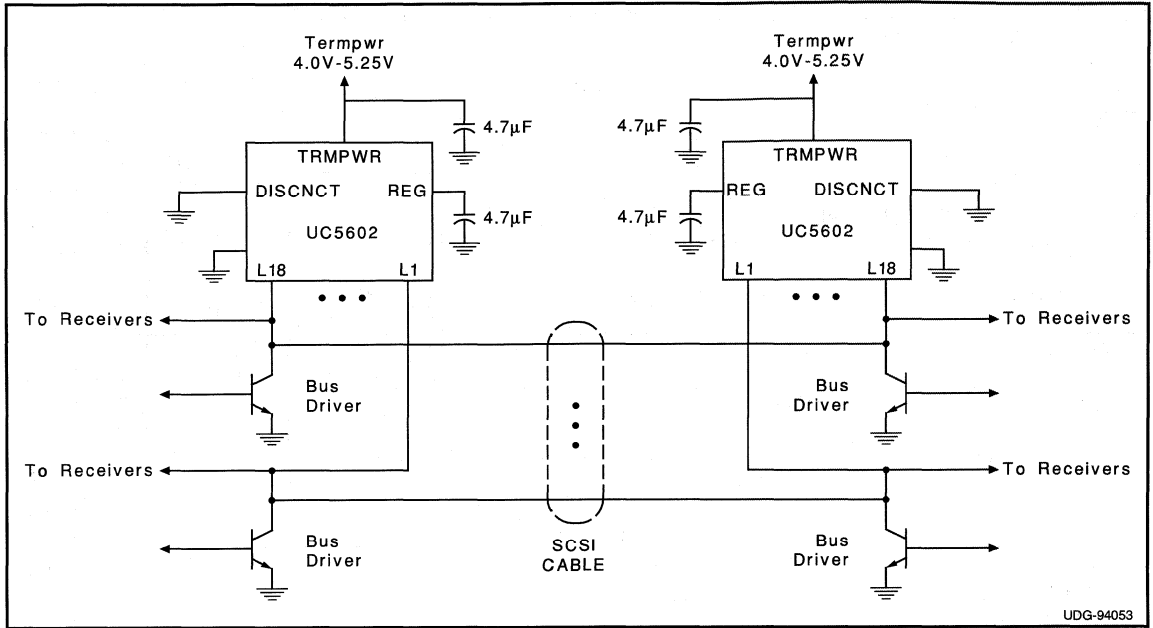 Termpwr
4.0V-5.25V
4.7µF
TRMPWR
DISCNCT
REG
4.7µF
UC5602
L18
L1
• • •
To Receivers
Bus
Driver
To Receivers
Bus
Driver
SCSI
CABLE
Termpwr
4.0V-5.25V
4.7µF
TRMPWR
REG
DISCNCT
4.7µF
UC5602
L1
L18
• • •
To Receivers
Bus
Driver
To Receivers
Bus
Driver
UDG-94053